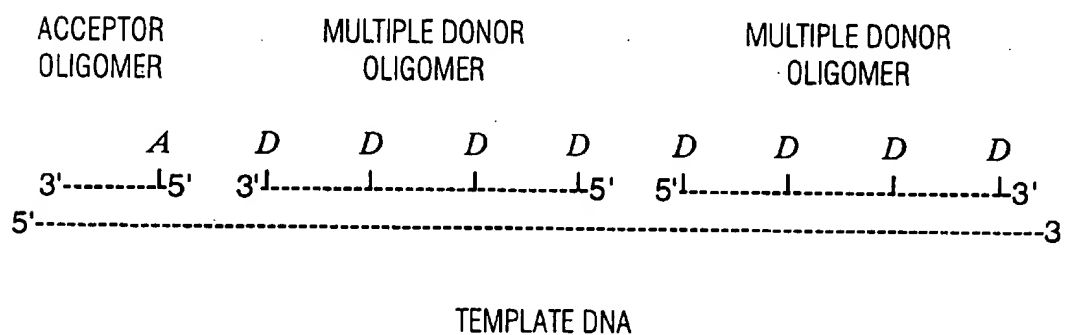 ACCEPTOR OLIGOMER
MULTIPLE DONOR OLIGOMER
MULTIPLE DONOR OLIGOMER
A D D D D D D D D
3'---------5' 3'---------------------------5' 5'---------------------------3'
5'-----------------------------------------------------------------------------3
TEMPLATE DNA